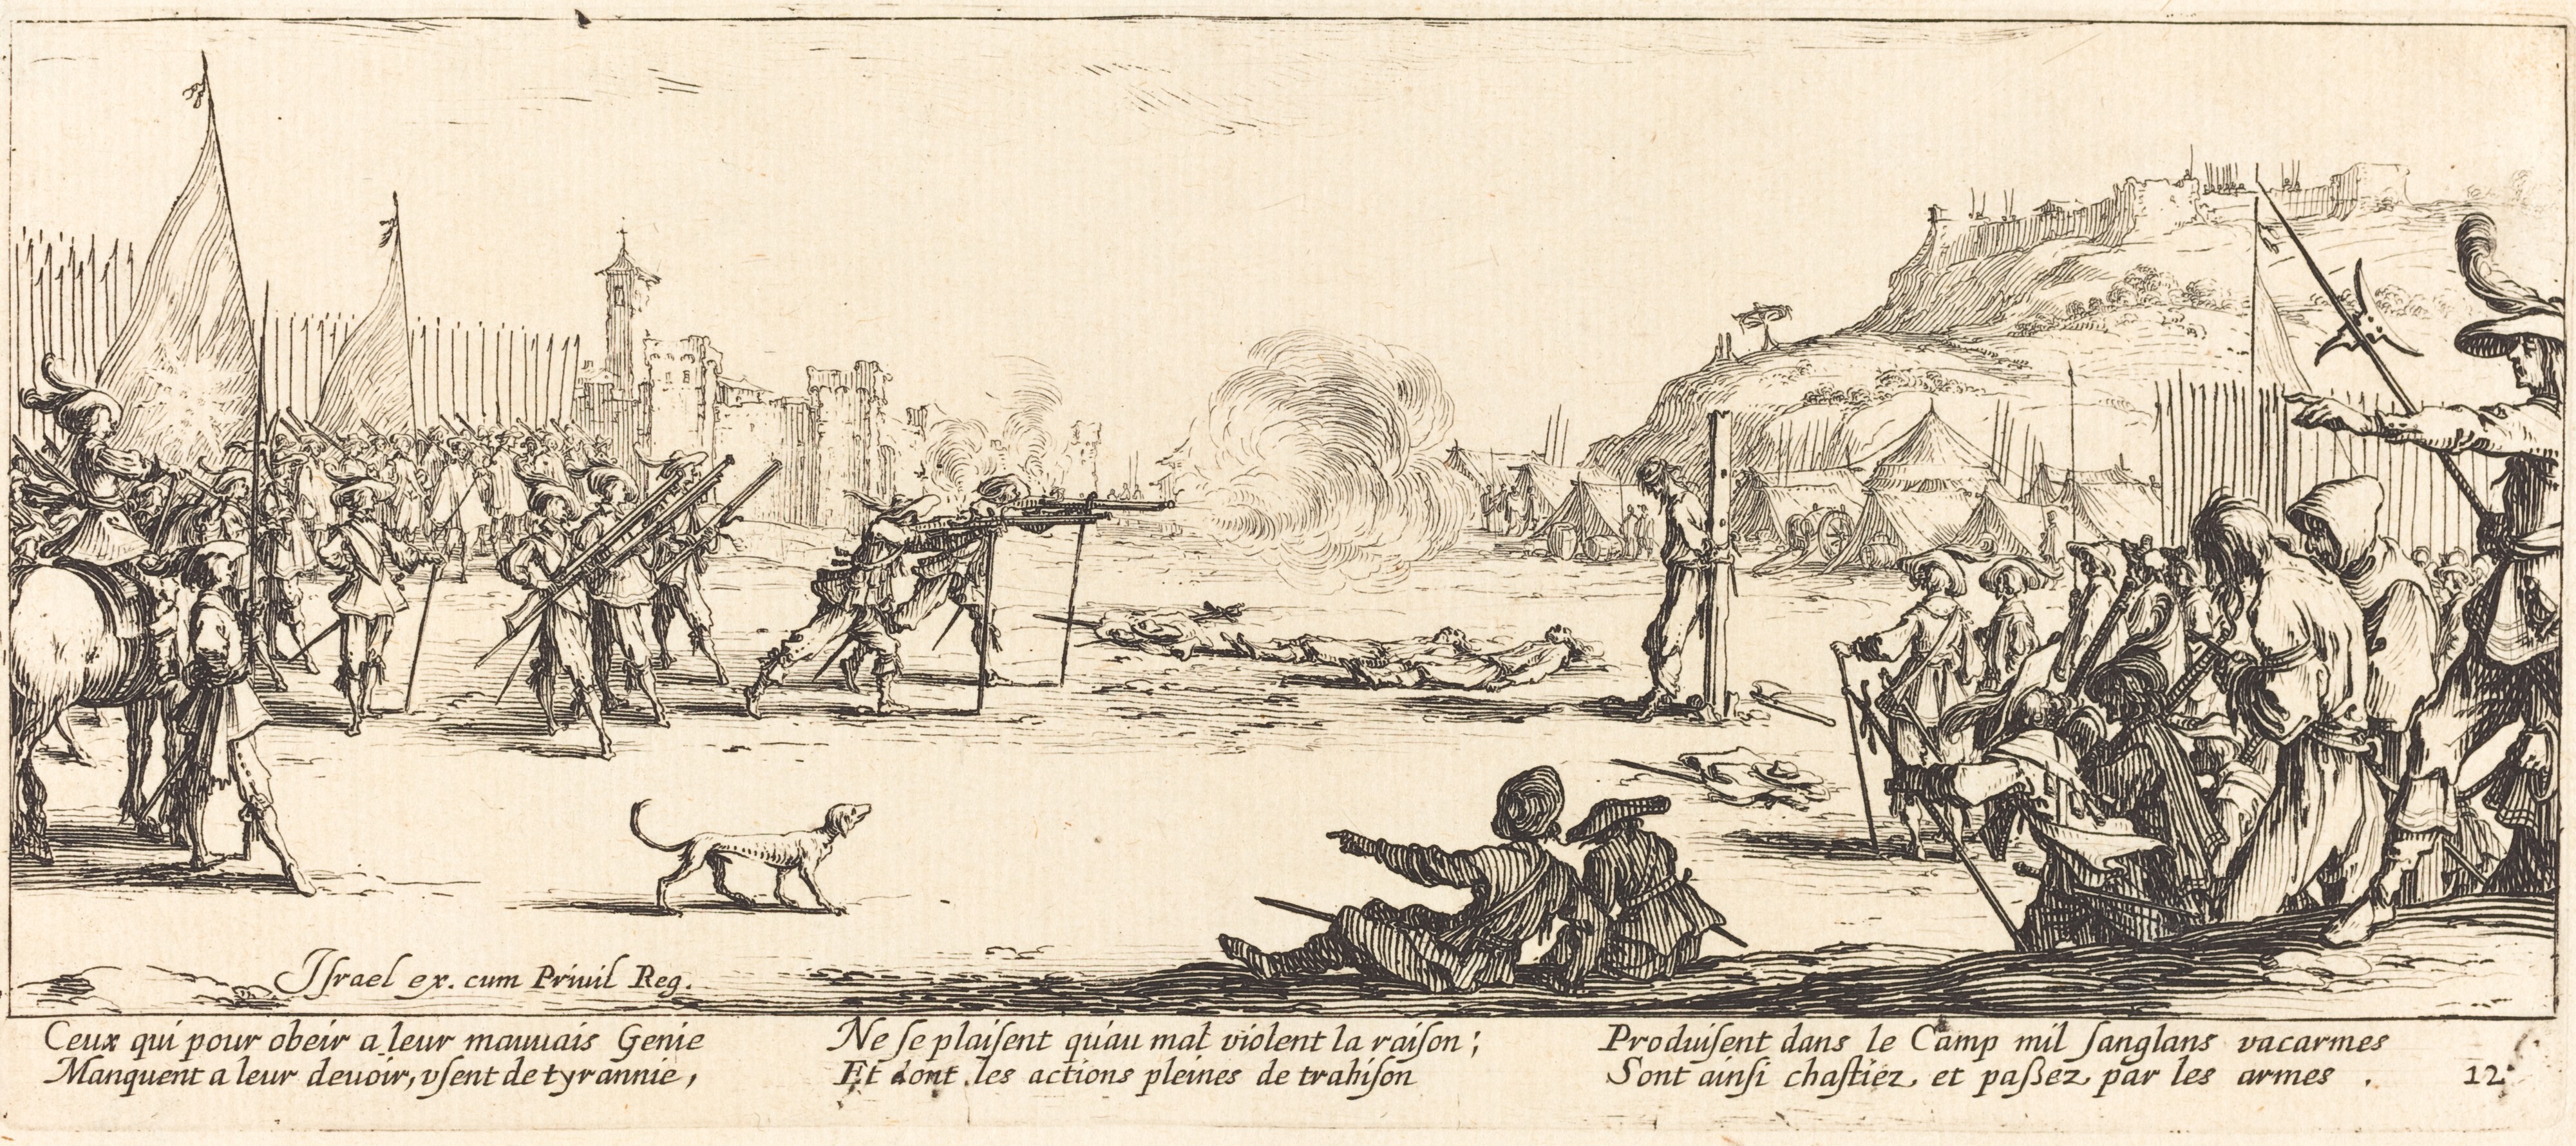 Iſrael ex. cum Priuil Reg.
Ceux qui pour obeir a leur mauuais Genie
Manquent a leur deuoir, vſent de tyrannie,
Ne ſe plaiſent qu'au mal violent la raiſon;
Et dont les actions pleines de trahiſon
Produiſent dans le Camp mil ſanglans vacarmes
Sont ainſi chaſtiez, et paſsez par les armes.
12